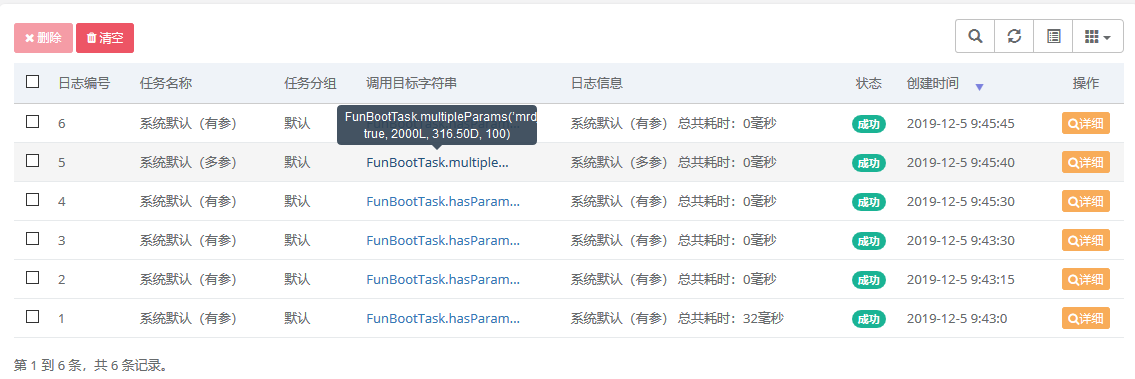 删除 清空
日志编号 任务名称 任务分组 调用目标字符串 日志信息 状态 创建时间 操作
FunBootTask.multipleParams('mrd
true, 2000L, 316.50D, 100)
6 系统默认（有参） 默认 系统默认（有参） 总共耗时：0毫秒 成功 2019-12-5 9:45:45 详细
5 系统默认（多参） 默认 FunBootTask.multiple... 系统默认（多参） 总共耗时：0毫秒 成功 2019-12-5 9:45:40 详细
4 系统默认（有参） 默认 FunBootTask.hasParam... 系统默认（有参） 总共耗时：0毫秒 成功 2019-12-5 9:45:30 详细
3 系统默认（有参） 默认 FunBootTask.hasParam... 系统默认（有参） 总共耗时：0毫秒 成功 2019-12-5 9:43:30 详细
2 系统默认（有参） 默认 FunBootTask.hasParam... 系统默认（有参） 总共耗时：0毫秒 成功 2019-12-5 9:43:15 详细
1 系统默认（有参） 默认 FunBootTask.hasParam... 系统默认（有参） 总共耗时：32毫秒 成功 2019-12-5 9:43:0 详细
第 1 到 6 条，共 6 条记录。